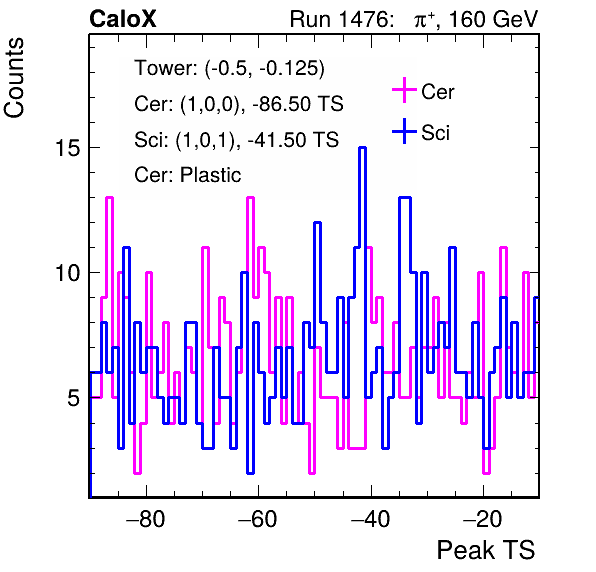 CaloX Run 1476: π⁺, 160 GeV
Counts
Tower: (-0.5, -0.125)
Cer: (1,0,0), -86.50 TS
Sci: (1,0,1), -41.50 TS
Cer: Plastic
Cer
Sci
15
10
5
−80 −60 −40 −20
Peak TS